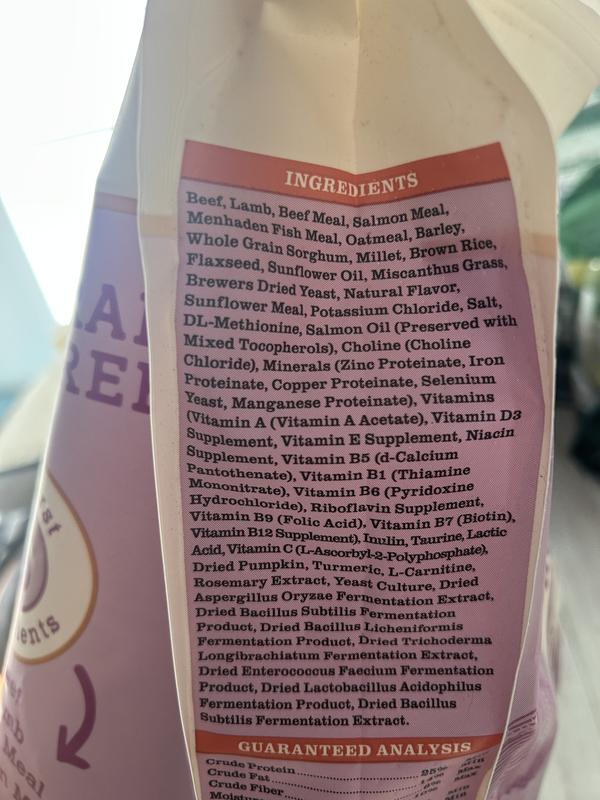 INGREDIENTS
Beef, Lamb, Beef Meal, Salmon Meal,
Menhaden Fish Meal, Oatmeal, Barley,
Whole Grain Sorghum, Millet, Brown Rice,
Flaxseed, Sunflower Oil, Miscanthus Grass,
Brewers Dried Yeast, Natural Flavor,
Sunflower Meal, Potassium Chloride, Salt,
DL-Methionine, Salmon Oil (Preserved with
Mixed Tocopherols), Choline (Choline
Chloride), Minerals (Zinc Proteinate, Iron
Proteinate, Copper Proteinate, Selenium
Yeast, Manganese Proteinate), Vitamins
(Vitamin A (Vitamin A Acetate), Vitamin D3
Supplement, Vitamin E Supplement, Niacin
Supplement, Vitamin B5 (d-Calcium
Pantothenate), Vitamin B1 (Thiamine
Mononitrate), Vitamin B6 (Pyridoxine
Hydrochloride), Riboflavin Supplement,
Vitamin B9 (Folic Acid), Vitamin B7 (Biotin),
Vitamin B12 Supplement), Inulin, Taurine, Lactic
Acid, Vitamin C (L-Ascorbyl-2-Polyphosphate),
Dried Pumpkin, Turmeric, L-Carnitine,
Rosemary Extract, Yeast Culture, Dried
Aspergillus Oryzae Fermentation Extract,
Dried Bacillus Subtilis Fermentation
Product, Dried Bacillus Licheniformis
Fermentation Product, Dried Trichoderma
Longibrachiatum Fermentation Extract,
Dried Enterococcus Faecium Fermentation
Product, Dried Lactobacillus Acidophilus
Fermentation Product, Dried Bacillus
Subtilis Fermentation Extract.
GUARANTEED ANALYSIS
Crude Protein 25% Min
Crude Fat Max
Crude Fiber Max
Meal